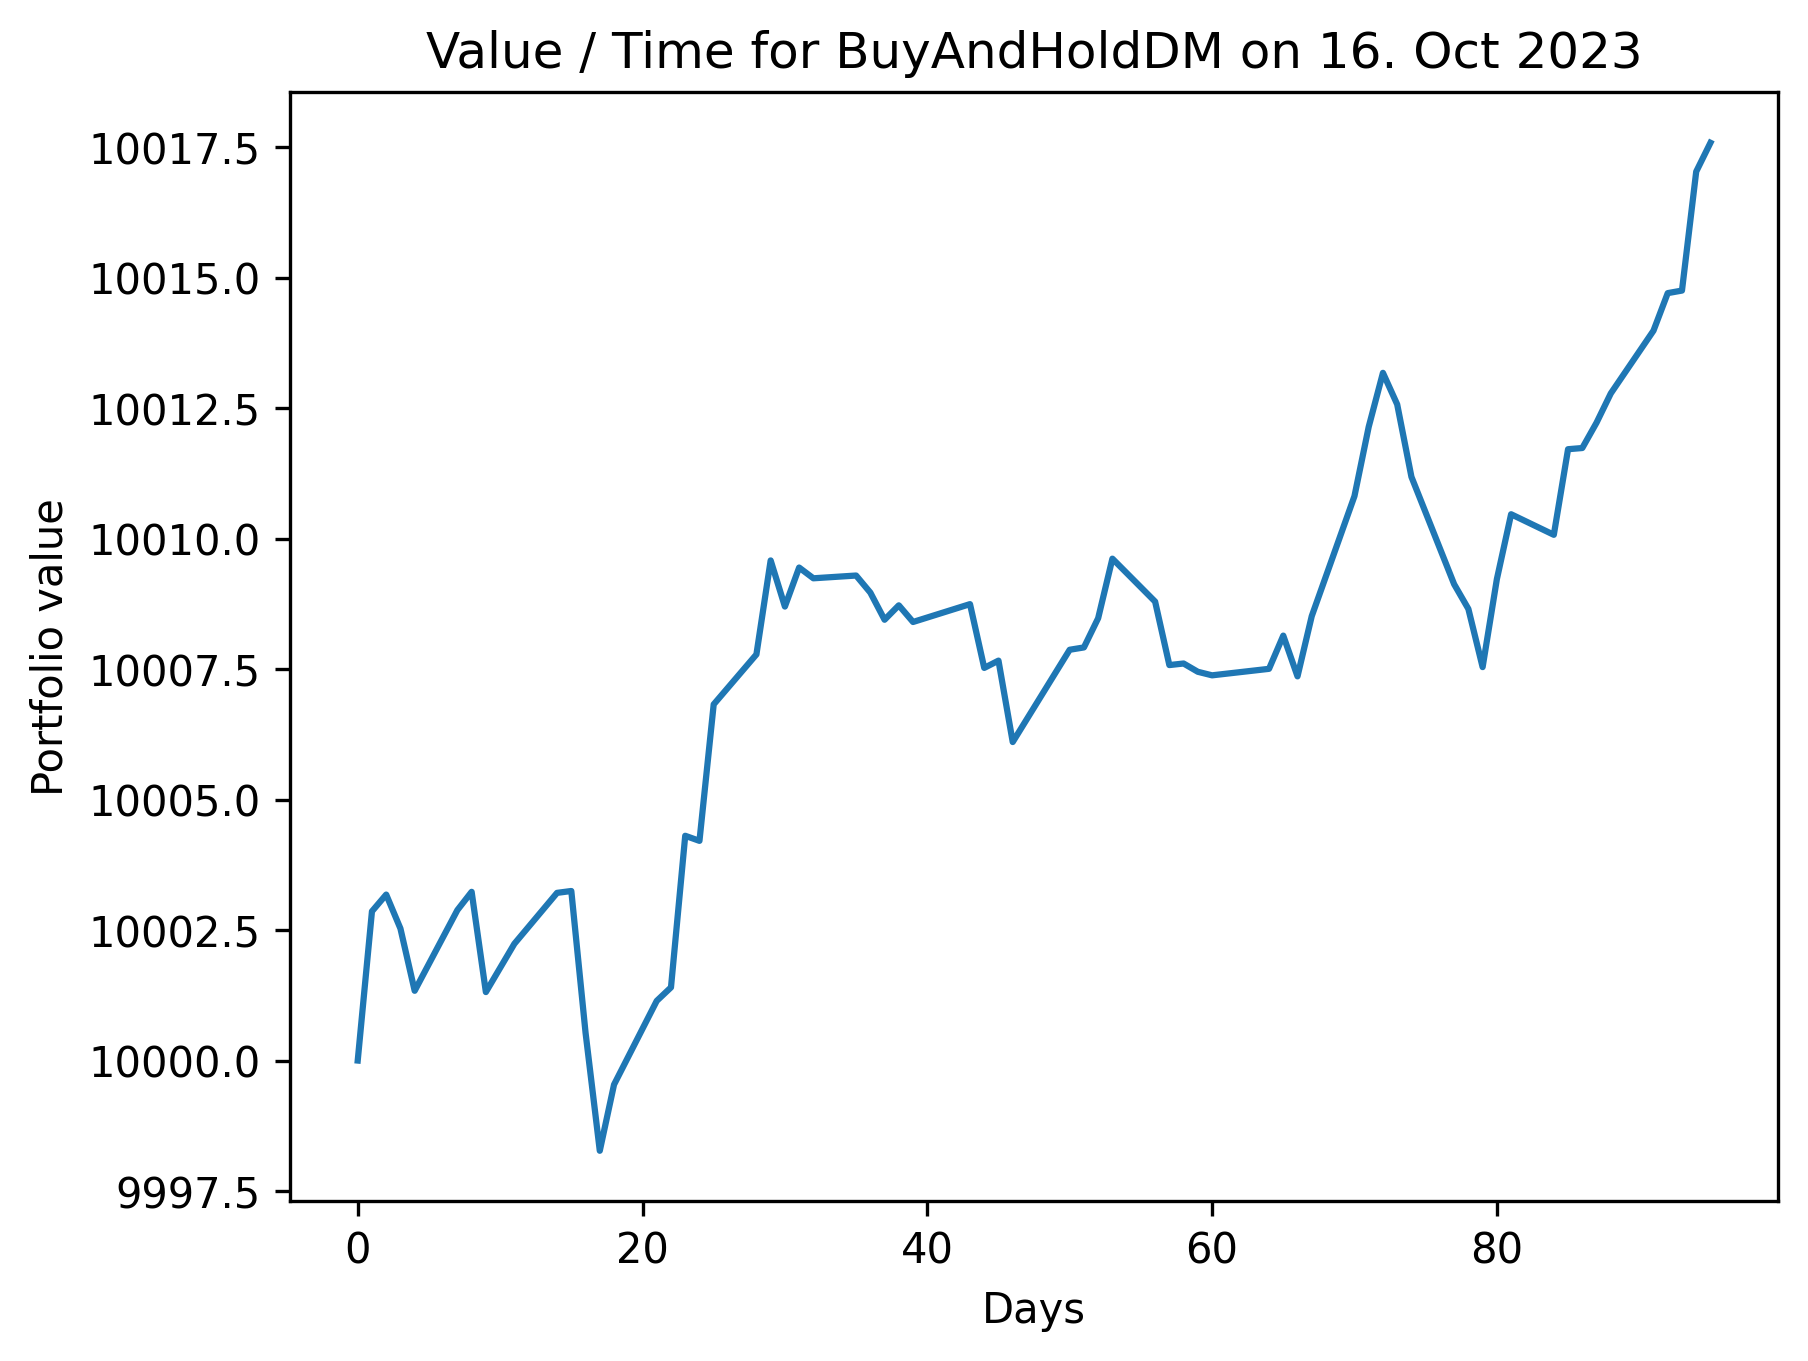 Value / Time for BuyAndHoldDM on 16. Oct 2023
10017.5
10015.0
10012.5
10010.0
10007.5
10005.0
10002.5
10000.0
9997.5
Portfolio value
0 20 40 60 80
Days